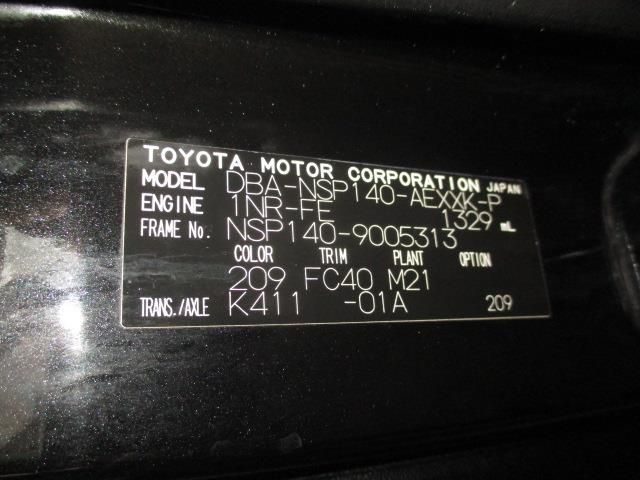 TOYOTA MOTOR CORPORATION JAPAN
MODEL DBA-NSP140-AEXXK-P
ENGINE 1NR-FE 1329 mL
FRAME No. NSP140-9005313
COLOR TRIM PLANT OPTION
209 FC40 M21
TRANS./AXLE K411 -01A 209